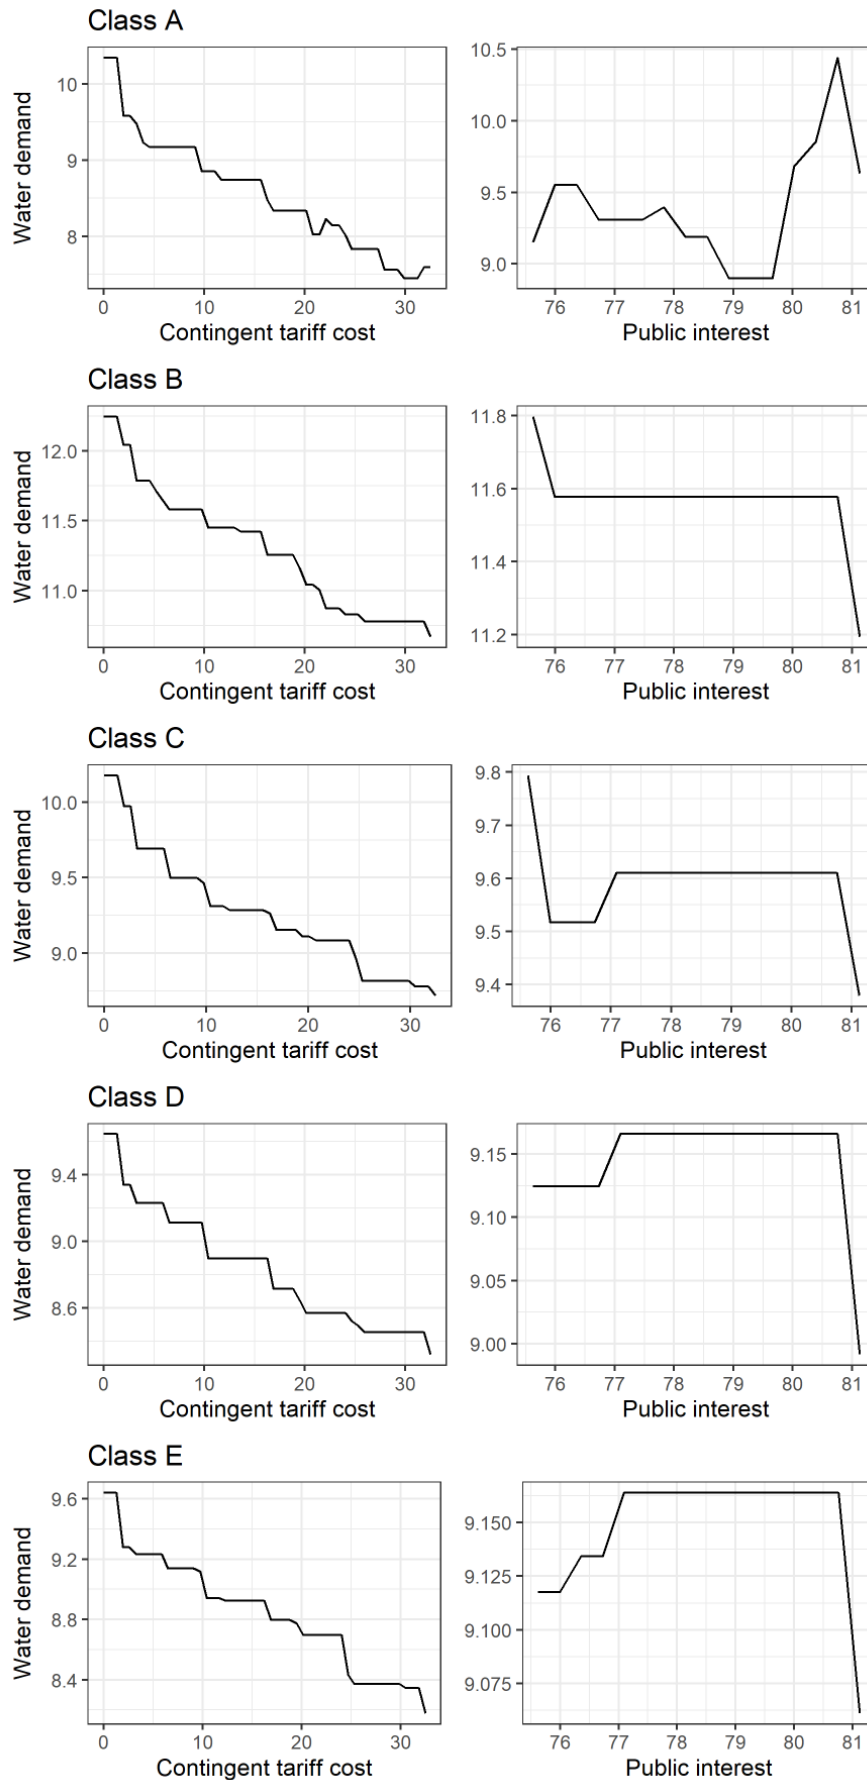 Class A
Water demand
10
9
8
0 10 20 30
Contingent tariff cost
10.5
10.0
9.5
9.0
76 77 78 79 80 81
Public interest
Class B
Water demand
12.0
11.5
11.0
0 10 20 30
Contingent tariff cost
11.8
11.6
11.4
11.2
76 77 78 79 80 81
Public interest
Class C
Water demand
10.0
9.5
9.0
0 10 20 30
Contingent tariff cost
9.8
9.7
9.6
9.5
9.4
76 77 78 79 80 81
Public interest
Class D
Water demand
9.4
9.0
8.6
0 10 20 30
Contingent tariff cost
9.15
9.10
9.05
9.00
76 77 78 79 80 81
Public interest
Class E
Water demand
9.6
9.2
8.8
8.4
0 10 20 30
Contingent tariff cost
9.150
9.125
9.100
9.075
76 77 78 79 80 81
Public interest